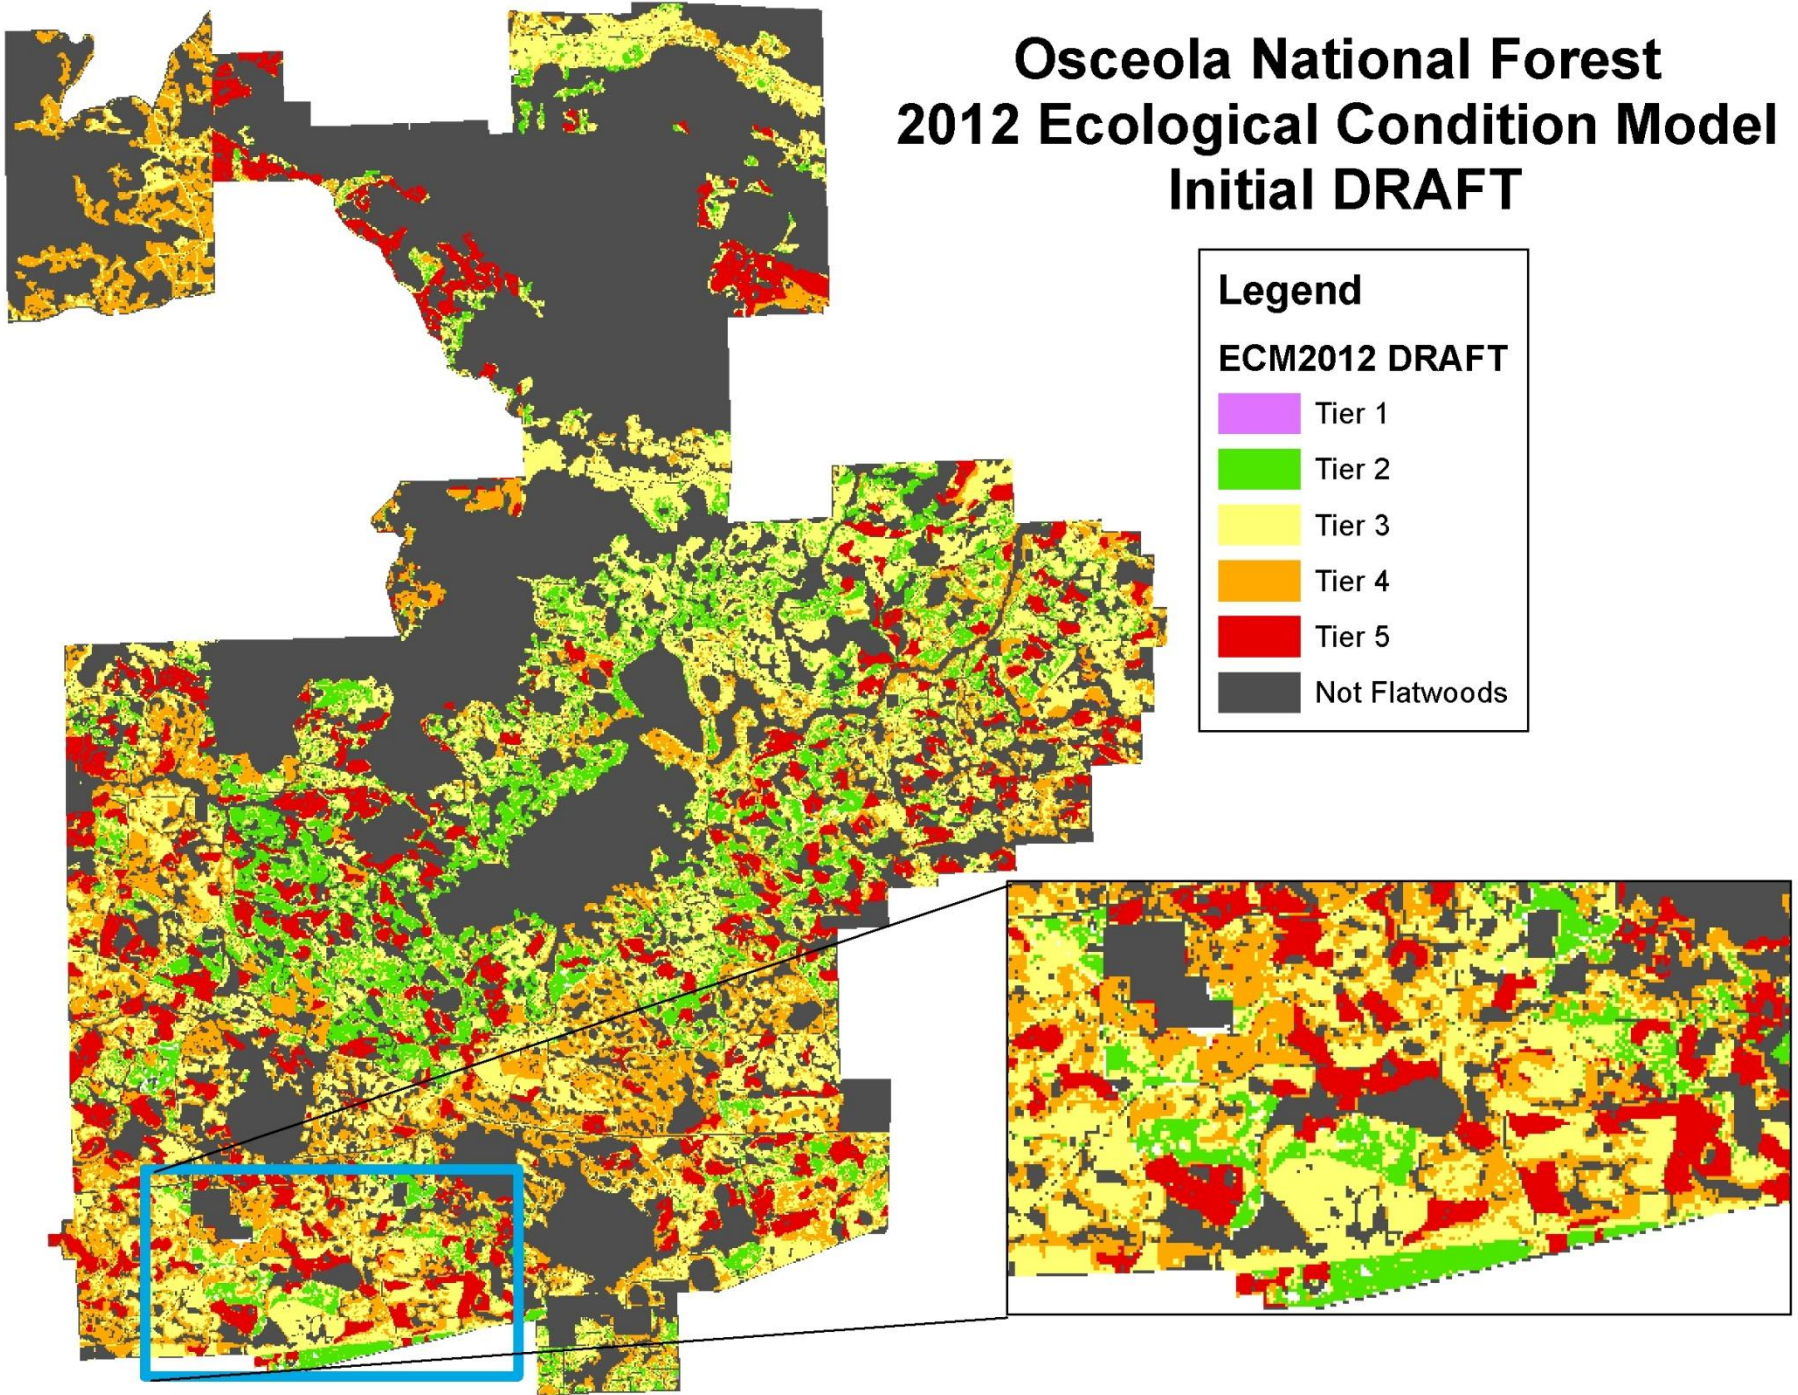 Osceola National Forest
2012 Ecological Condition Model
Initial DRAFT
Legend
ECM2012 DRAFT
Tier 1
Tier 2
Tier 3
Tier 4
Tier 5
Not Flatwoods